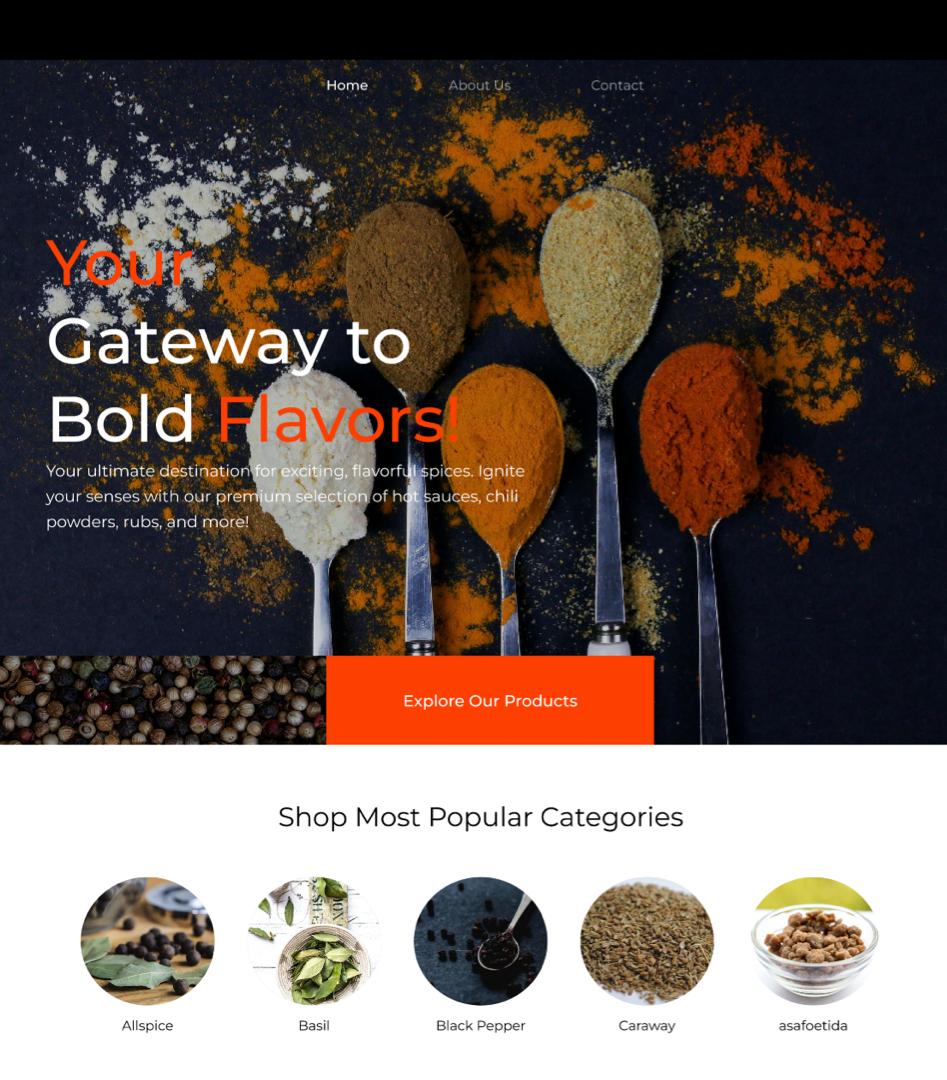 Home About Us Contact
Your
Gateway to
Bold Flavors!
Your ultimate destination for exciting, flavorful spices. Ignite
your senses with our premium selection of hot sauces, chili
powders, rubs, and more!
Explore Our Products
Shop Most Popular Categories
Allspice Basil Black Pepper Caraway asafoetida